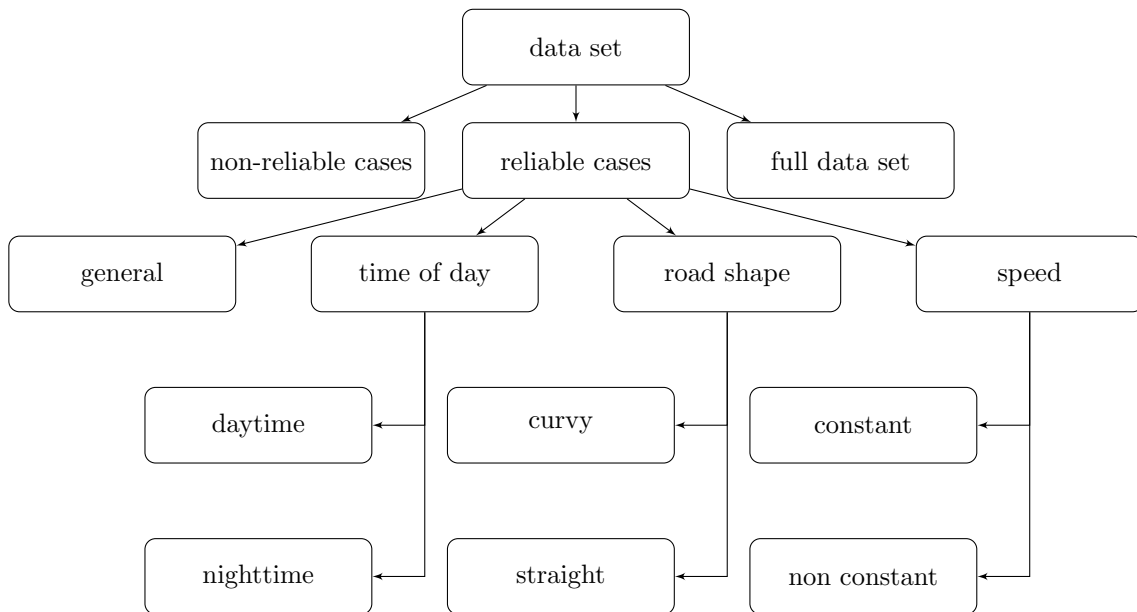 data set
non-reliable cases
reliable cases
full data set
general
time of day
road shape
speed
daytime
curvy
constant
nighttime
straight
non constant